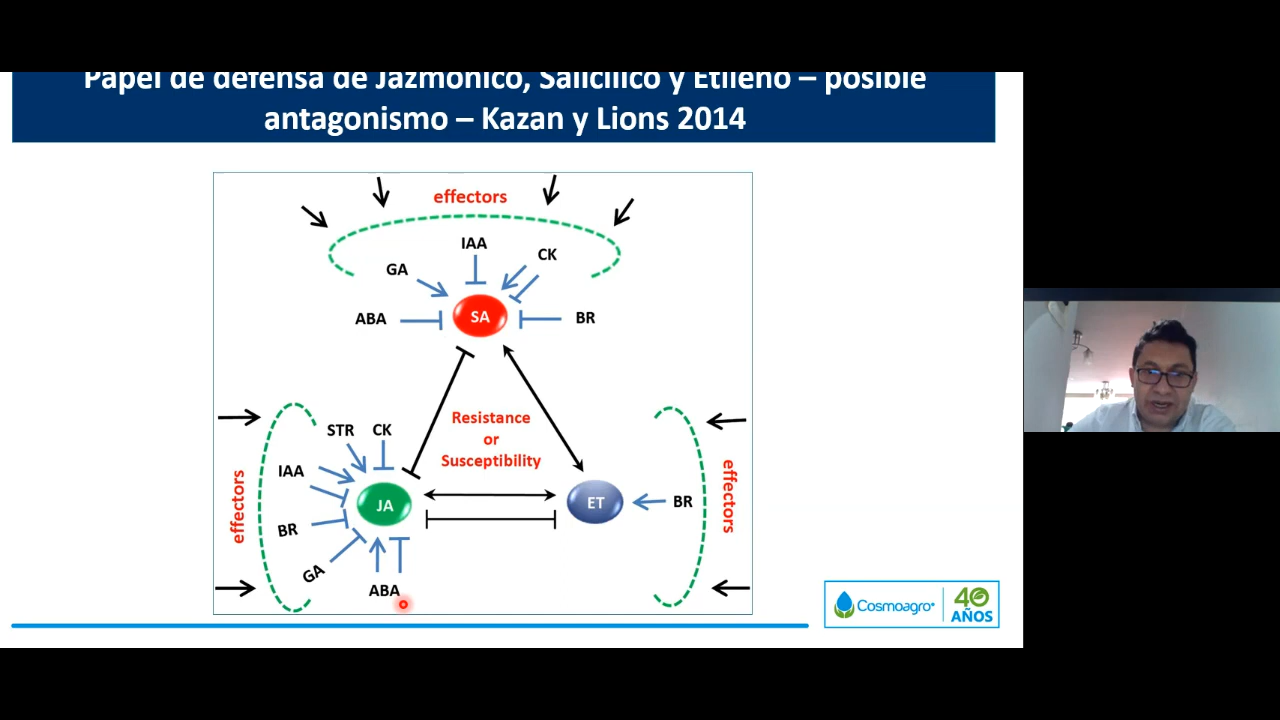 Papel de defensa de Jazmónico, Salicílico y Etileno – posible
antagonismo – Kazan y Lions 2014
effectors
IAA
CK
GA
ABA
SA
BR
Resistance
or
Susceptibility
STR CK
IAA
effectors
JA
ET
BR
effectors
BR
GA
ABA
Cosmoagro
40
AÑOS